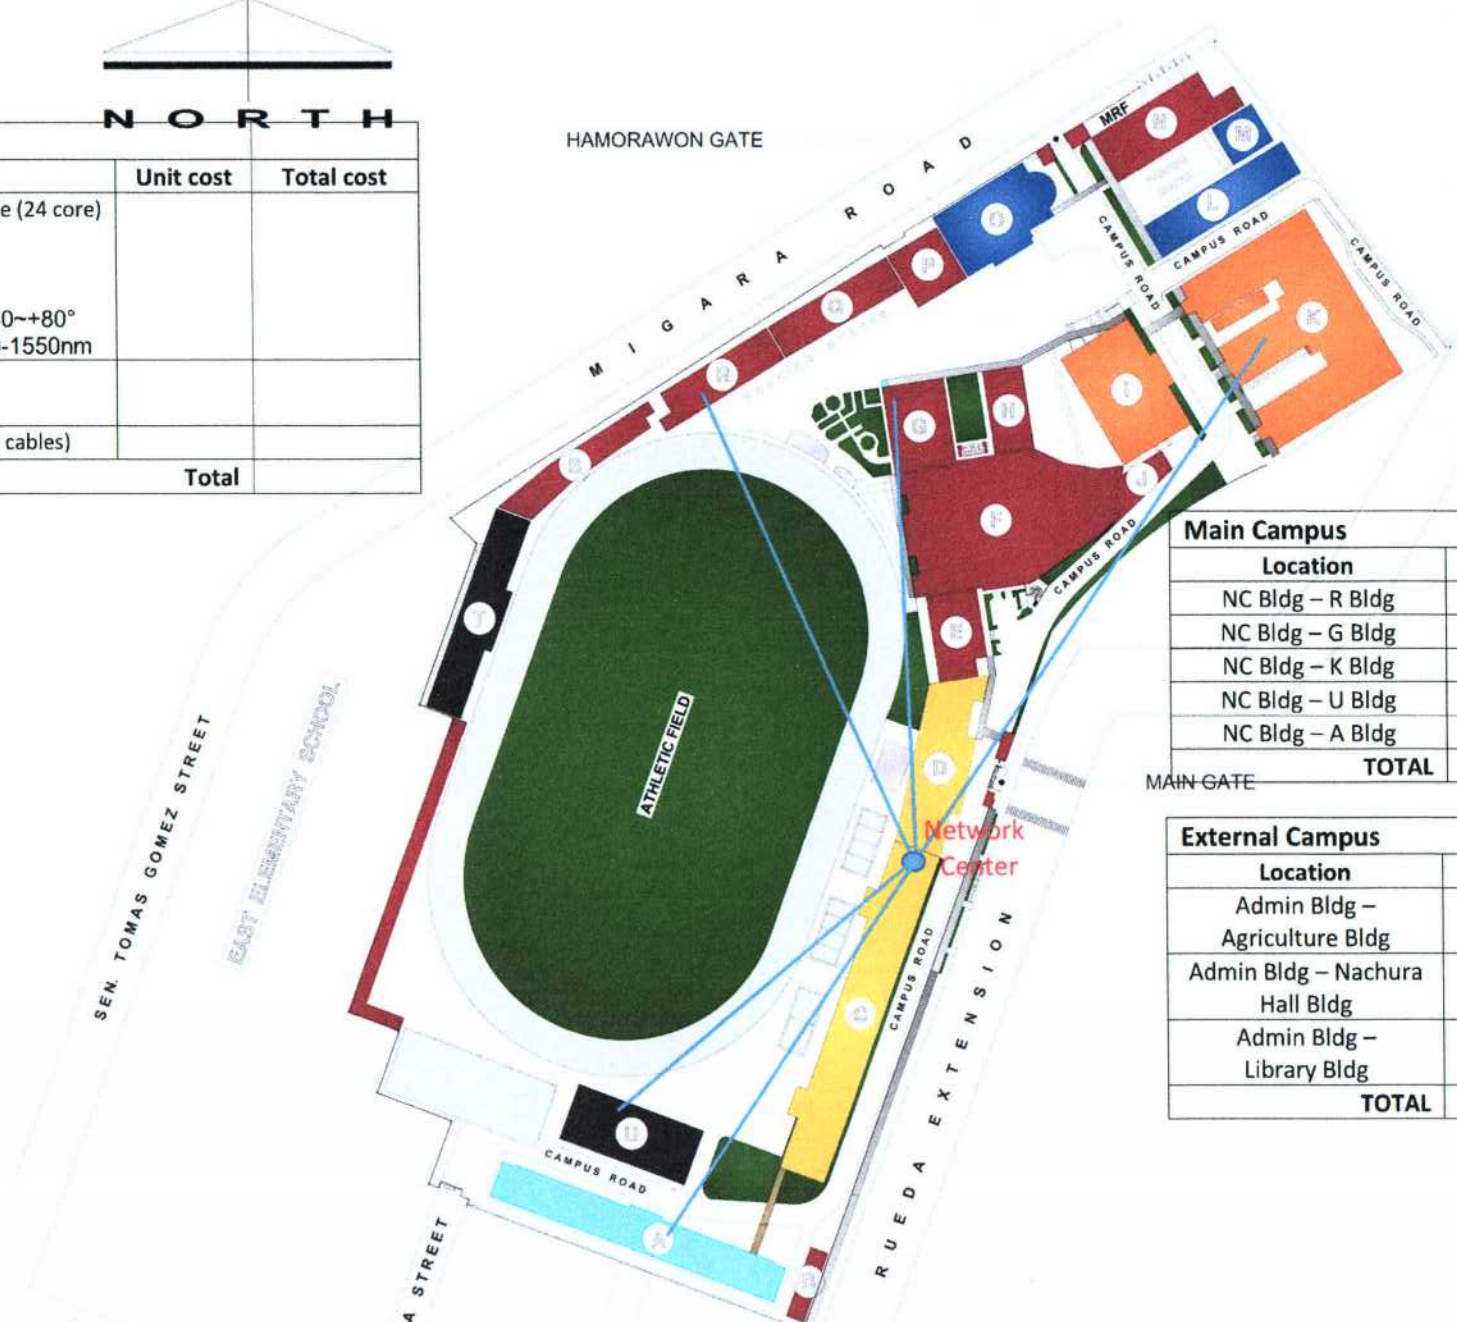 NORTH
Unit cost Total cost
e (24 core)
0~+80°
-1550nm
cables)
Total
HAMORAWON GATE
MIGARA ROAD
MRF
CAMPUS ROAD
CAMPUS ROAD
CAMPUS ROAD
CAMPUS ROAD
N
M
L
O
P
Q
R
S
K
I
G
J
T
D
C
U
A
ATHLETIC FIELD
Network
Center
CAMPUS ROAD
CAMPUS ROAD
SEN. TOMAS GOMEZ STREET
EAST ELEMENTARY SCHOOL
RUEDA EXTENSION
A STREET
MAIN GATE
Main Campus
Location
NC Bldg – R Bldg
NC Bldg – G Bldg
NC Bldg – K Bldg
NC Bldg – U Bldg
NC Bldg – A Bldg
TOTAL
External Campus
Location
Admin Bldg –
Agriculture Bldg
Admin Bldg – Nachura
Hall Bldg
Admin Bldg –
Library Bldg
TOTAL